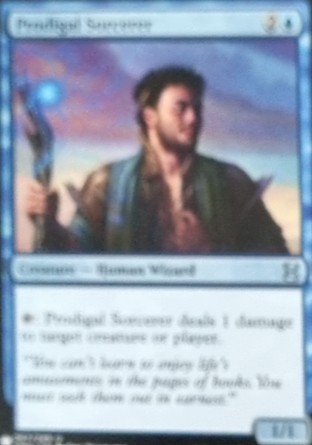 Prodigal Sorcerer 2
Creature — Human Wizard
: Prodigal Sorcerer deals 1 damage
to target creature or player.
"You can't learn to enjoy life's
amusements in the pages of books. You
must seek them out in earnest."
1/1